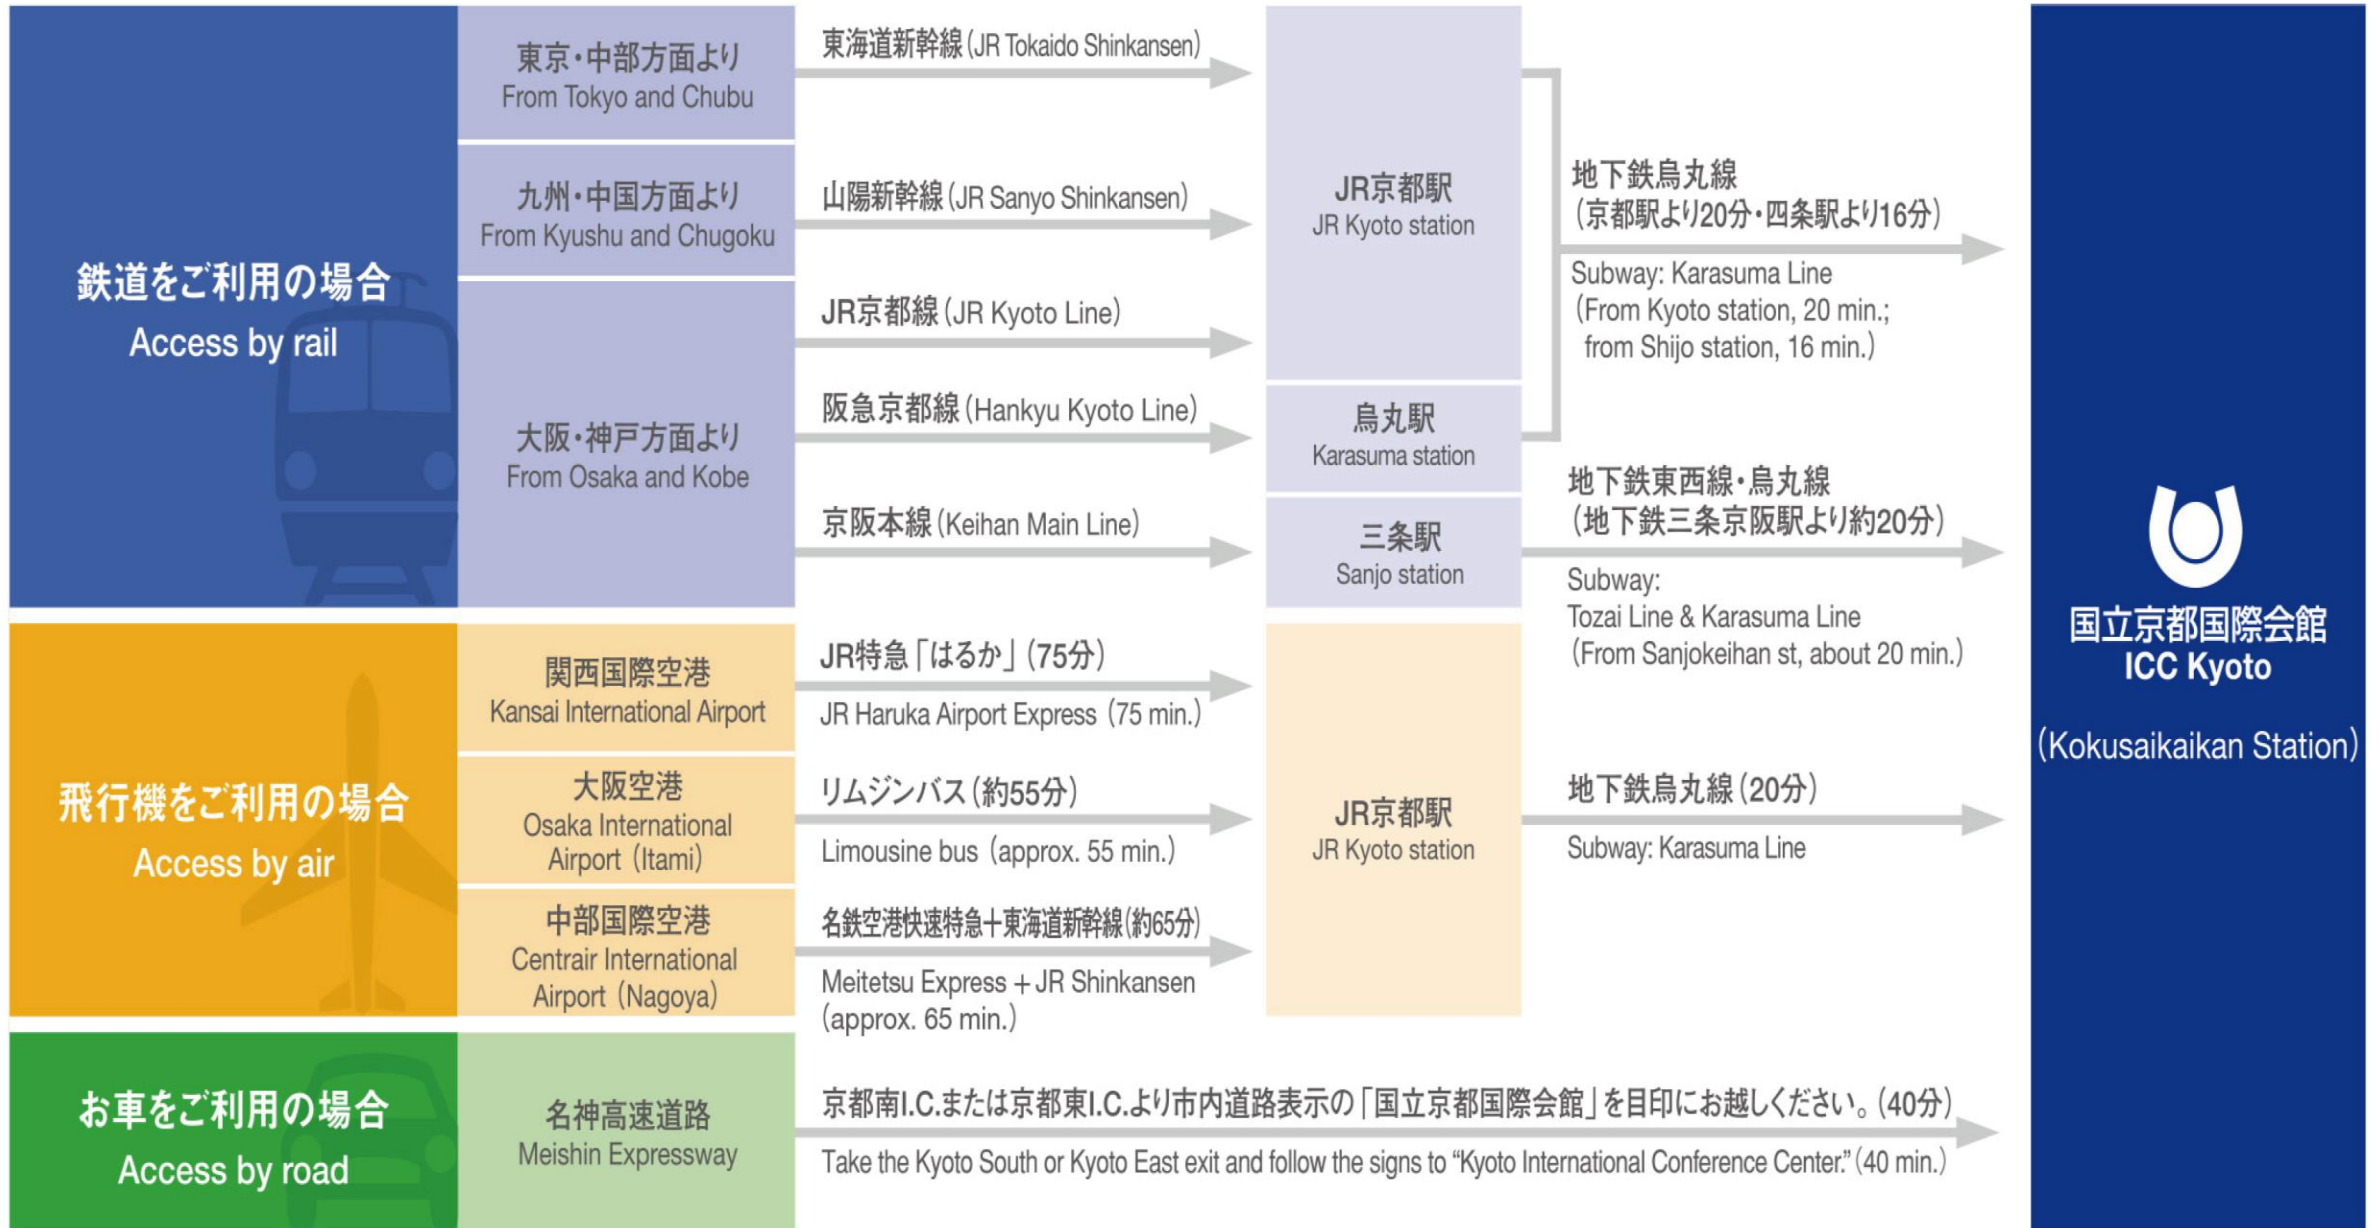 鉄道をご利用の場合
Access by rail
東京・中部方面より
From Tokyo and Chubu
東海道新幹線(JR Tokaido Shinkansen)
九州・中国方面より
From Kyushu and Chugoku
山陽新幹線(JR Sanyo Shinkansen)
大阪・神戸方面より
From Osaka and Kobe
JR京都線(JR Kyoto Line)
阪急京都線(Hankyu Kyoto Line)
京阪本線(Keihan Main Line)
JR京都駅
JR Kyoto station
烏丸駅
Karasuma station
三条駅
Sanjo station
地下鉄烏丸線
(京都駅より20分・四条駅より16分)
Subway: Karasuma Line
(From Kyoto station, 20 min.;
from Shijo station, 16 min.)
地下鉄東西線・烏丸線
(地下鉄三条京阪駅より約20分)
Subway:
Tozai Line & Karasuma Line
(From Sanjokeihan st, about 20 min.)
飛行機をご利用の場合
Access by air
関西国際空港
Kansai International Airport
JR特急「はるか」(75分)
JR Haruka Airport Express (75 min.)
大阪空港
Osaka International
Airport (Itami)
リムジンバス(約55分)
Limousine bus (approx. 55 min.)
中部国際空港
Centrair International
Airport (Nagoya)
名鉄空港快速特急+東海道新幹線(約65分)
Meitetsu Express + JR Shinkansen
(approx. 65 min.)
JR京都駅
JR Kyoto station
地下鉄烏丸線(20分)
Subway: Karasuma Line
お車をご利用の場合
Access by road
名神高速道路
Meishin Expressway
京都南I.C.または京都東I.C.より市内道路表示の「国立京都国際会館」を目印にお越しください。(40分)
Take the Kyoto South or Kyoto East exit and follow the signs to “Kyoto International Conference Center.” (40 min.)
国立京都国際会館
ICC Kyoto
(Kokusaikaikan Station)